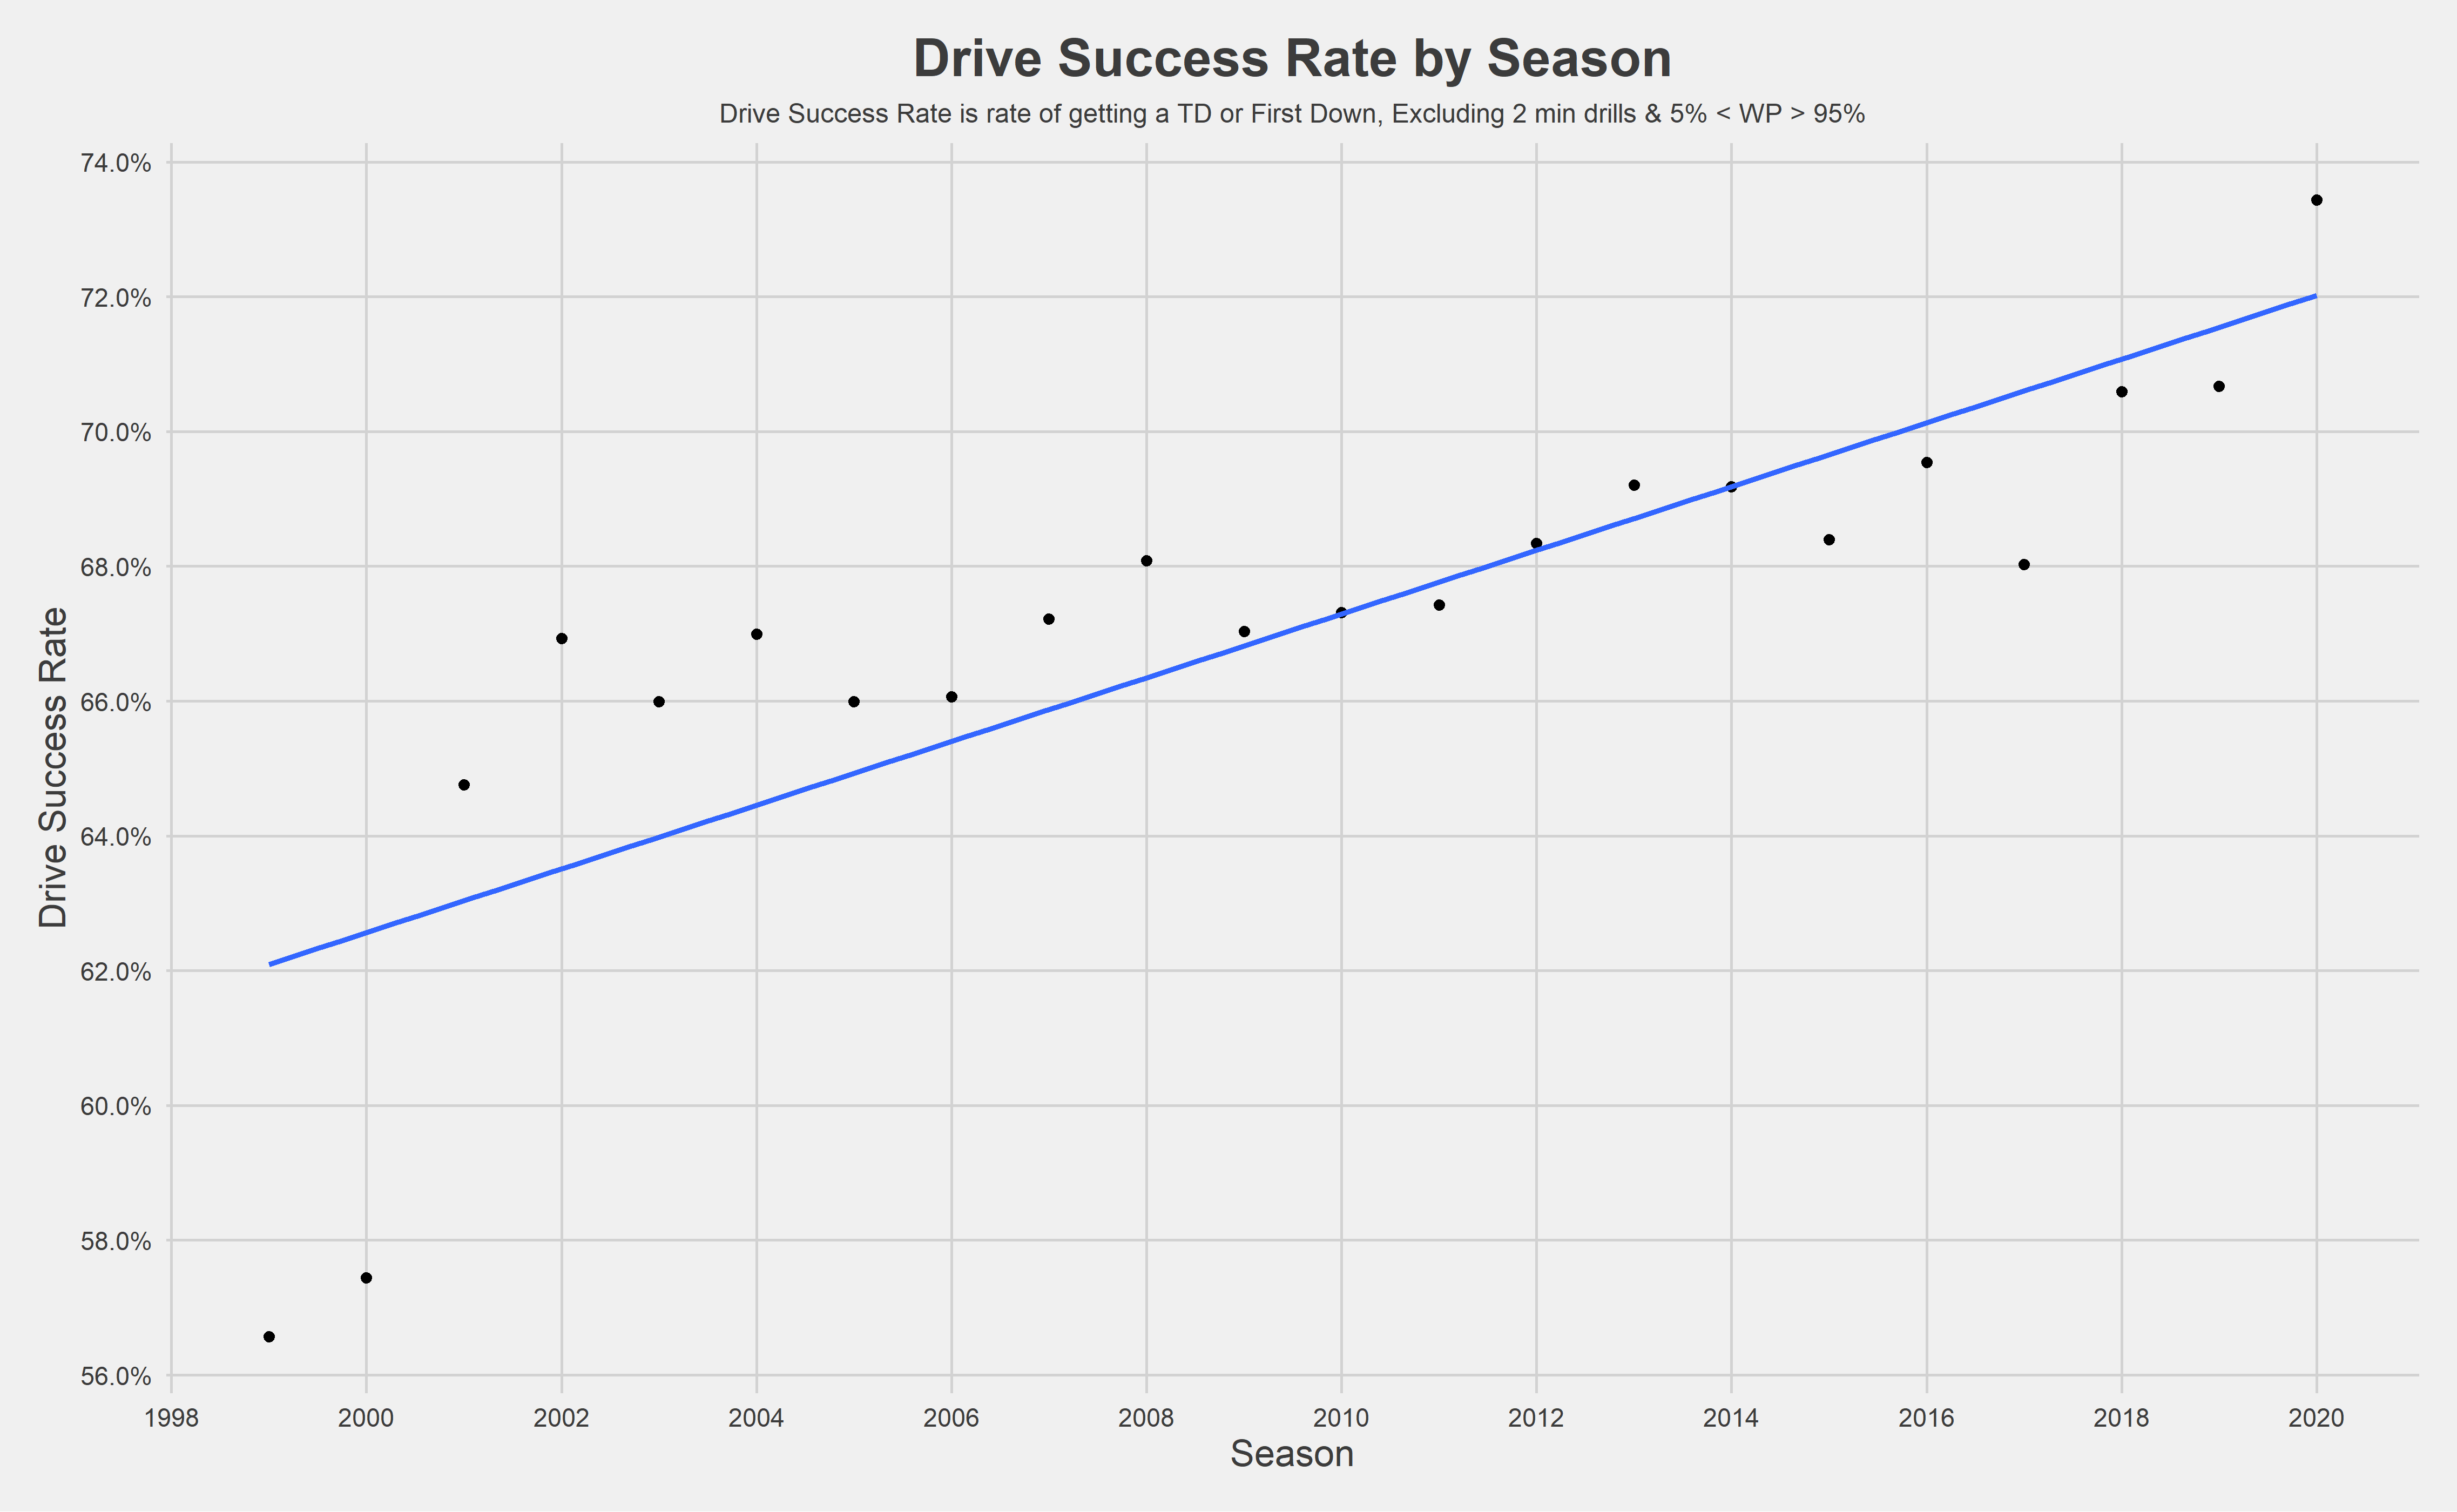 Drive Success Rate by Season
Drive Success Rate is rate of getting a TD or First Down, Excluding 2 min drills & 5% < WP > 95%
Drive Success Rate
74.0%
72.0%
70.0%
68.0%
66.0%
64.0%
62.0%
60.0%
58.0%
56.0%
1998 2000 2002 2004 2006 2008 2010 2012 2014 2016 2018 2020
Season